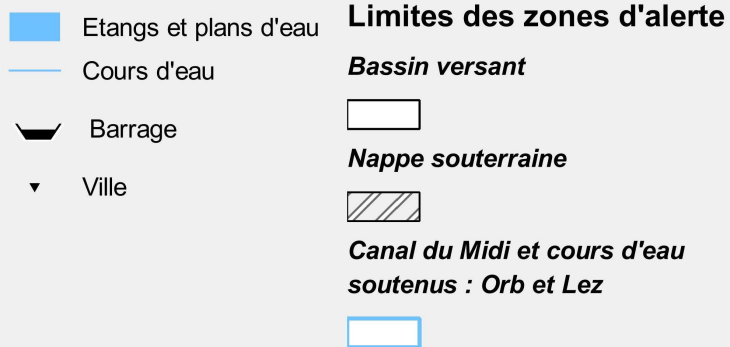 Etangs et plans d'eau
Cours d'eau
Barrage
Ville
Limites des zones d'alerte
Bassin versant
Nappe souterraine
Canal du Midi et cours d'eau
soutenus : Orb et Lez